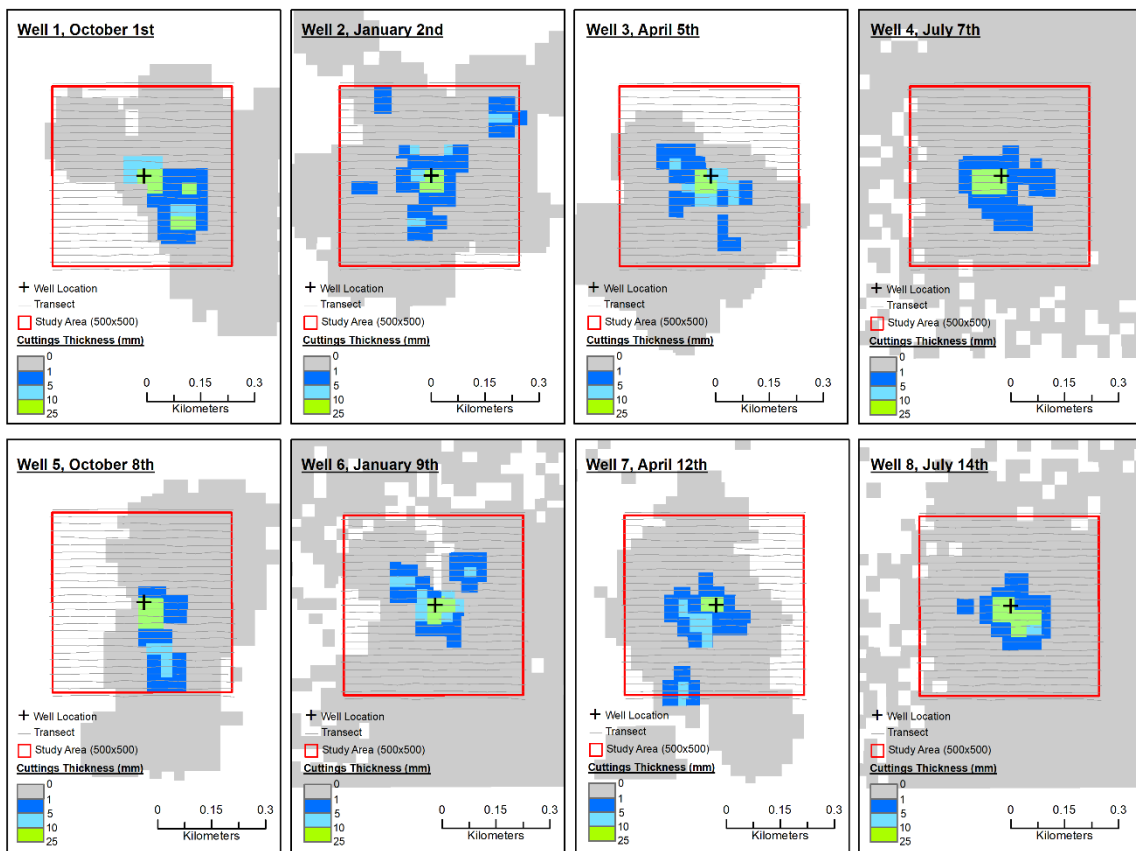 Well 1, October 1st
Well Location
Transect
Study Area (500x500)
Cuttings Thickness (mm)
0
1
5
10
25
0 0.15 0.3
Kilometers
Well 2, January 2nd
Well Location
Transect
Study Area (500x500)
Cuttings Thickness (mm)
0
1
5
10
25
0 0.15 0.3
Kilometers
Well 3, April 5th
Well Location
Transect
Study Area (500x500)
Cuttings Thickness (mm)
0
1
5
10
25
0 0.15 0.3
Kilometers
Well 4, July 7th
Well Location
Transect
Study Area (500x500)
Cuttings Thickness (mm)
0
1
5
10
25
0 0.15 0.3
Kilometers
Well 5, October 8th
Well Location
Transect
Study Area (500x500)
Cuttings Thickness (mm)
0
1
5
10
25
0 0.15 0.3
Kilometers
Well 6, January 9th
Well Location
Transect
Study Area (500x500)
Cuttings Thickness (mm)
0
1
5
10
25
0 0.15 0.3
Kilometers
Well 7, April 12th
Well Location
Transect
Study Area (500x500)
Cuttings Thickness (mm)
0
1
5
10
25
0 0.15 0.3
Kilometers
Well 8, July 14th
Well Location
Transect
Study Area (500x500)
Cuttings Thickness (mm)
0
1
5
10
25
0 0.15 0.3
Kilometers